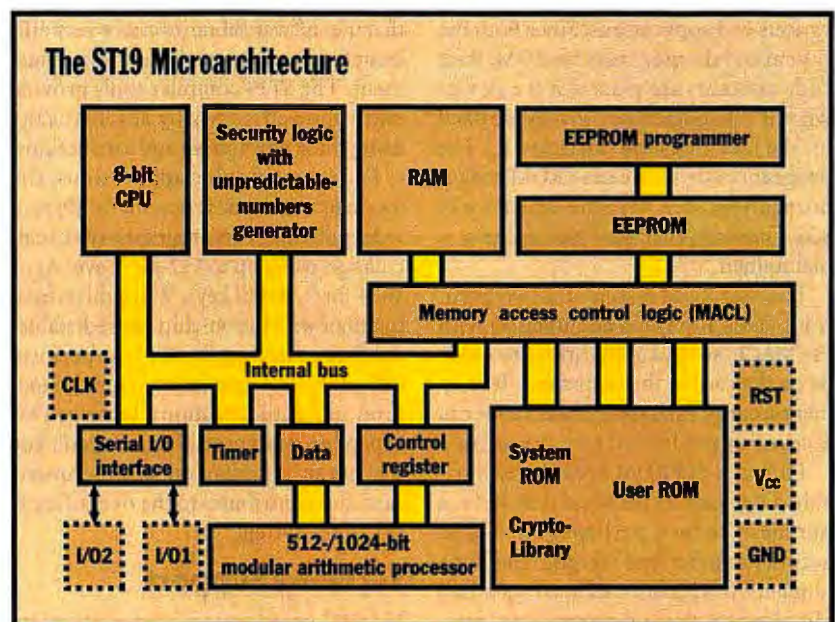 The ST19 Microarchitecture
8-bit
CPU
Security logic
with
unpredictable-
numbers
generator
RAM
EEPROM programmer
EEPROM
Memory access control logic (MACL)
Internal bus
CLK
Serial I/O
interface
Timer
Data
Control
register
System
ROM
User ROM
Crypto-
Library
RST
VCC
GND
I/O2
I/O1
512-/1024-bit
modular arithmetic processor